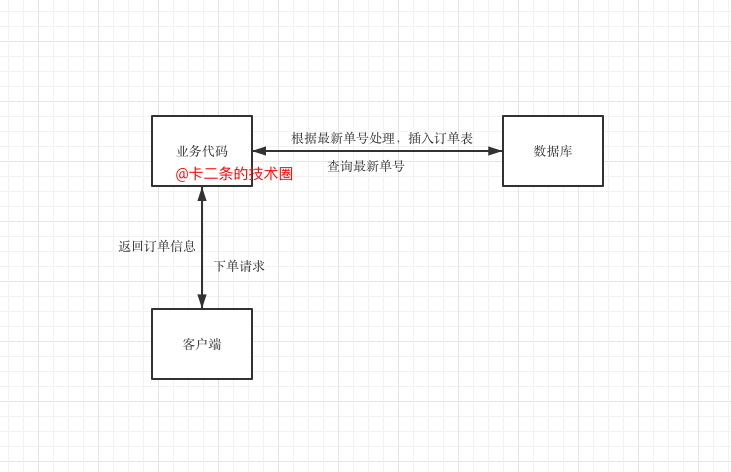 根据最新单号处理，插入订单表
业务代码
数据库
查询最新单号
@卡二条的技术圈
返回订单信息
下单请求
客户端